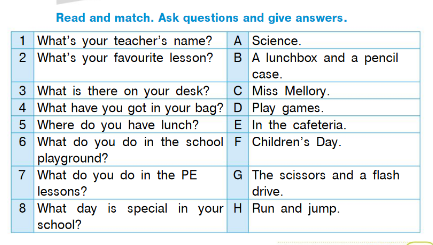 Read and match. Ask questions and give answers.
1 What's your teacher's name? A Science.
2 What's your favourite lesson? B A lunchbox and a pencil
case.
3 What is there on your desk? C Miss Mellory.
4 What have you got in your bag? D Play games.
5 Where do you have lunch? E In the cafeteria.
6 What do you do in the school F Children's Day.
playground?
7 What do you do in the PE G The scissors and a flash
lessons? drive.
8 What day is special in your H Run and jump.
school?